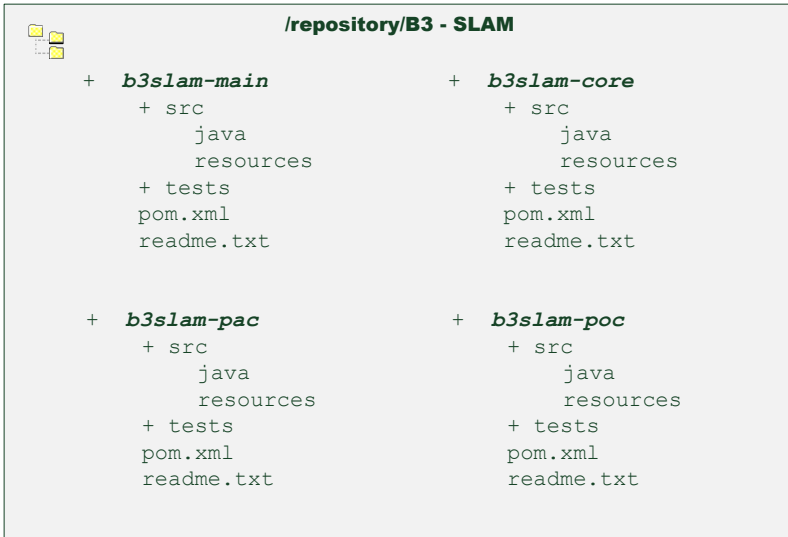 /repository/B3 - SLAM
+ b3slam-main
+ src
java
resources
+ tests
pom.xml
readme.txt
+ b3slam-core
+ src
java
resources
+ tests
pom.xml
readme.txt
+ b3slam-pac
+ src
java
resources
+ tests
pom.xml
readme.txt
+ b3slam-poc
+ src
java
resources
+ tests
pom.xml
readme.txt